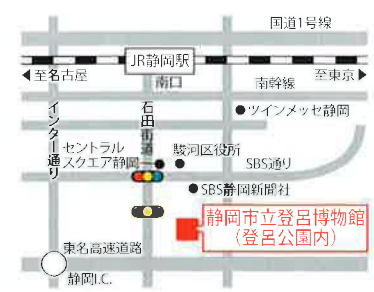 国道1号線
JR静岡駅
◀至名古屋
南口
南幹線
至東京▶
インター通り
石田街道
●ツインメッセ静岡
セントラル
スクエア静岡
駿河区役所
SBS通り
SBS静岡新聞社
静岡市立登呂博物館
（登呂公園内）
東名高速道路
静岡I.C.